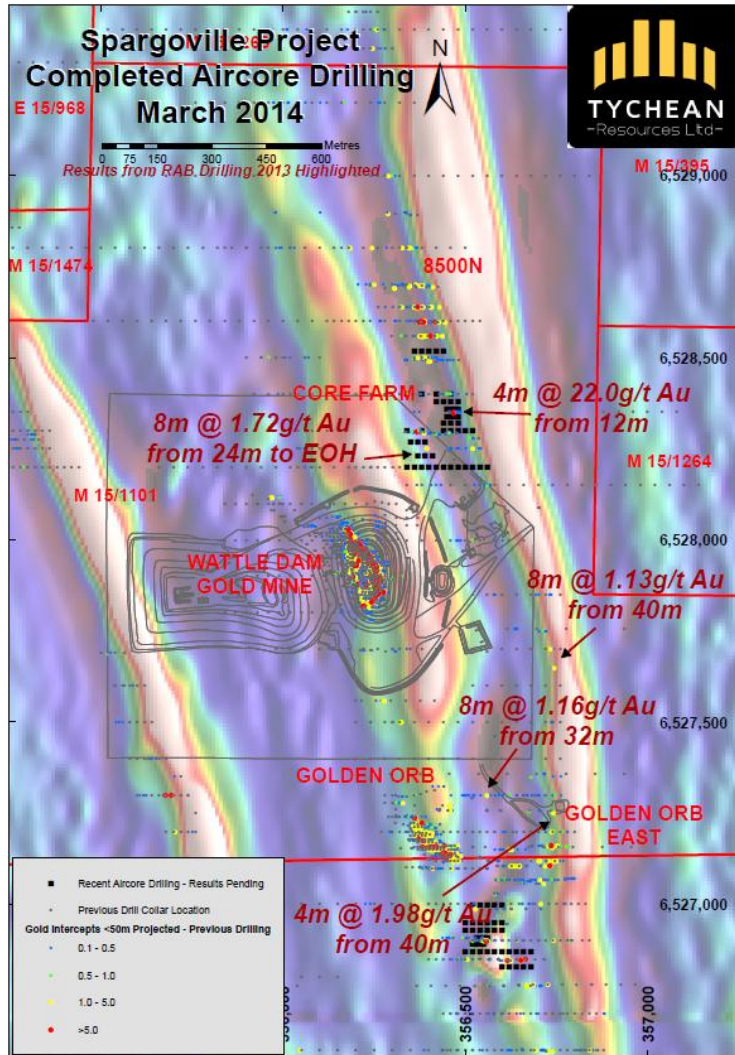 Spargoville Project
Completed Aircore Drilling
March 2014
N
TYCHEAN
-Resources Ltd-
E 15/968
0 75 150 300 450 600 Metres
Results from RAB Drilling 2013 Highlighted
M 15/395
6,529,000
M 15/1474
8500N
6,528,500
CORE FARM
4m @ 22.0g/t Au
from 12m
8m @ 1.72g/t Au
from 24m to EOH
M 15/1264
M 15/1101
6,528,000
WATTLE DAM
GOLD MINE
8m @ 1.13g/t Au
from 40m
8m @ 1.16g/t Au
from 32m
6,527,500
GOLDEN ORB
GOLDEN ORB
EAST
4m @ 1.98g/t Au
from 40m
6,527,000
Recent Aircore Drilling - Results Pending
Previous Drill Collar Location
Gold Intercepts <50m Projected - Previous Drilling
0.1 - 0.5
0.5 - 1.0
1.0 - 5.0
>5.0
356,500
357,000